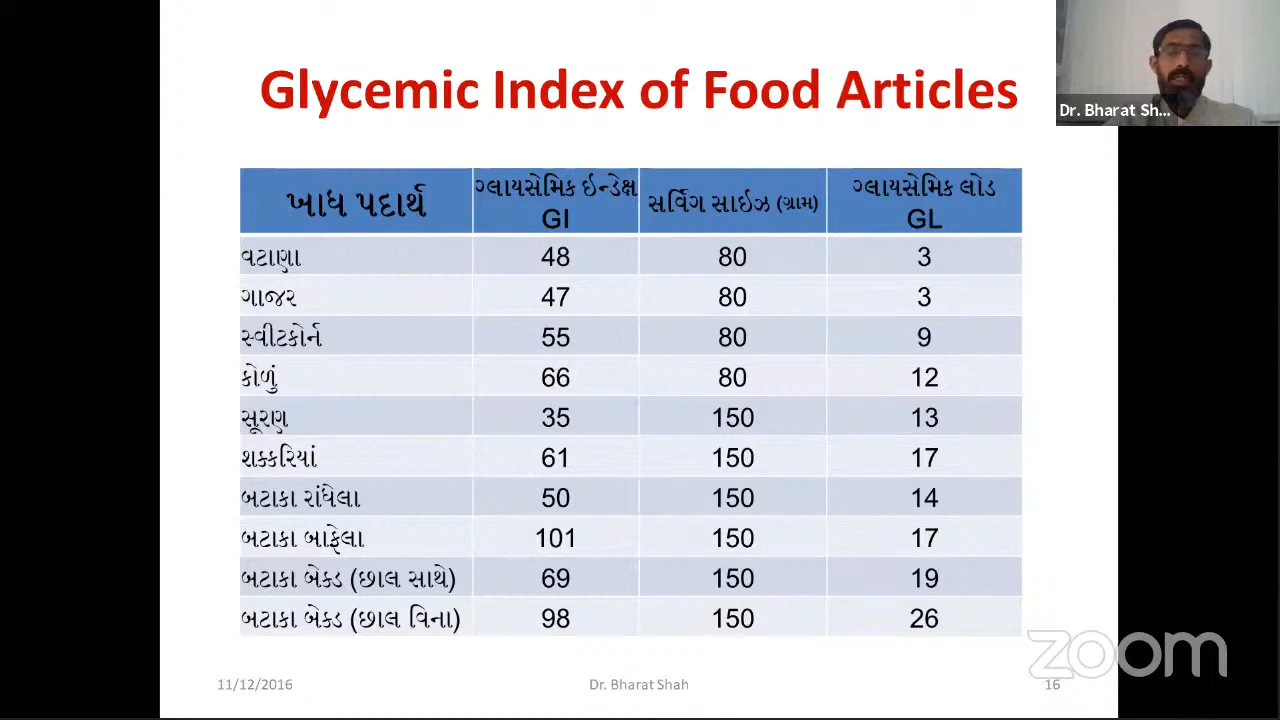 Glycemic Index of Food Articles
Dr. Bharat Sh...
ખાધ પદાર્થ ગ્લાયસેમિક ઇન્ડેક્ષ GI સર્વિંગ સાઇઝ (ગ્રામ) ગ્લાયસેમિક લોડ GL
વટાણા 48 80 3
ગાજર 47 80 3
સ્વીટકોર્ન 55 80 9
કોળું 66 80 12
સૂરણ 35 150 13
શક્કરિયાં 61 150 17
બટાકા રાંધેલા 50 150 14
બટાકા બાફેલા 101 150 17
બટાકા બેક્ડ (છાલ સાથે) 69 150 19
બટાકા બેક્ડ (છાલ વિના) 98 150 26
zoom
11/12/2016 Dr. Bharat Shah 16